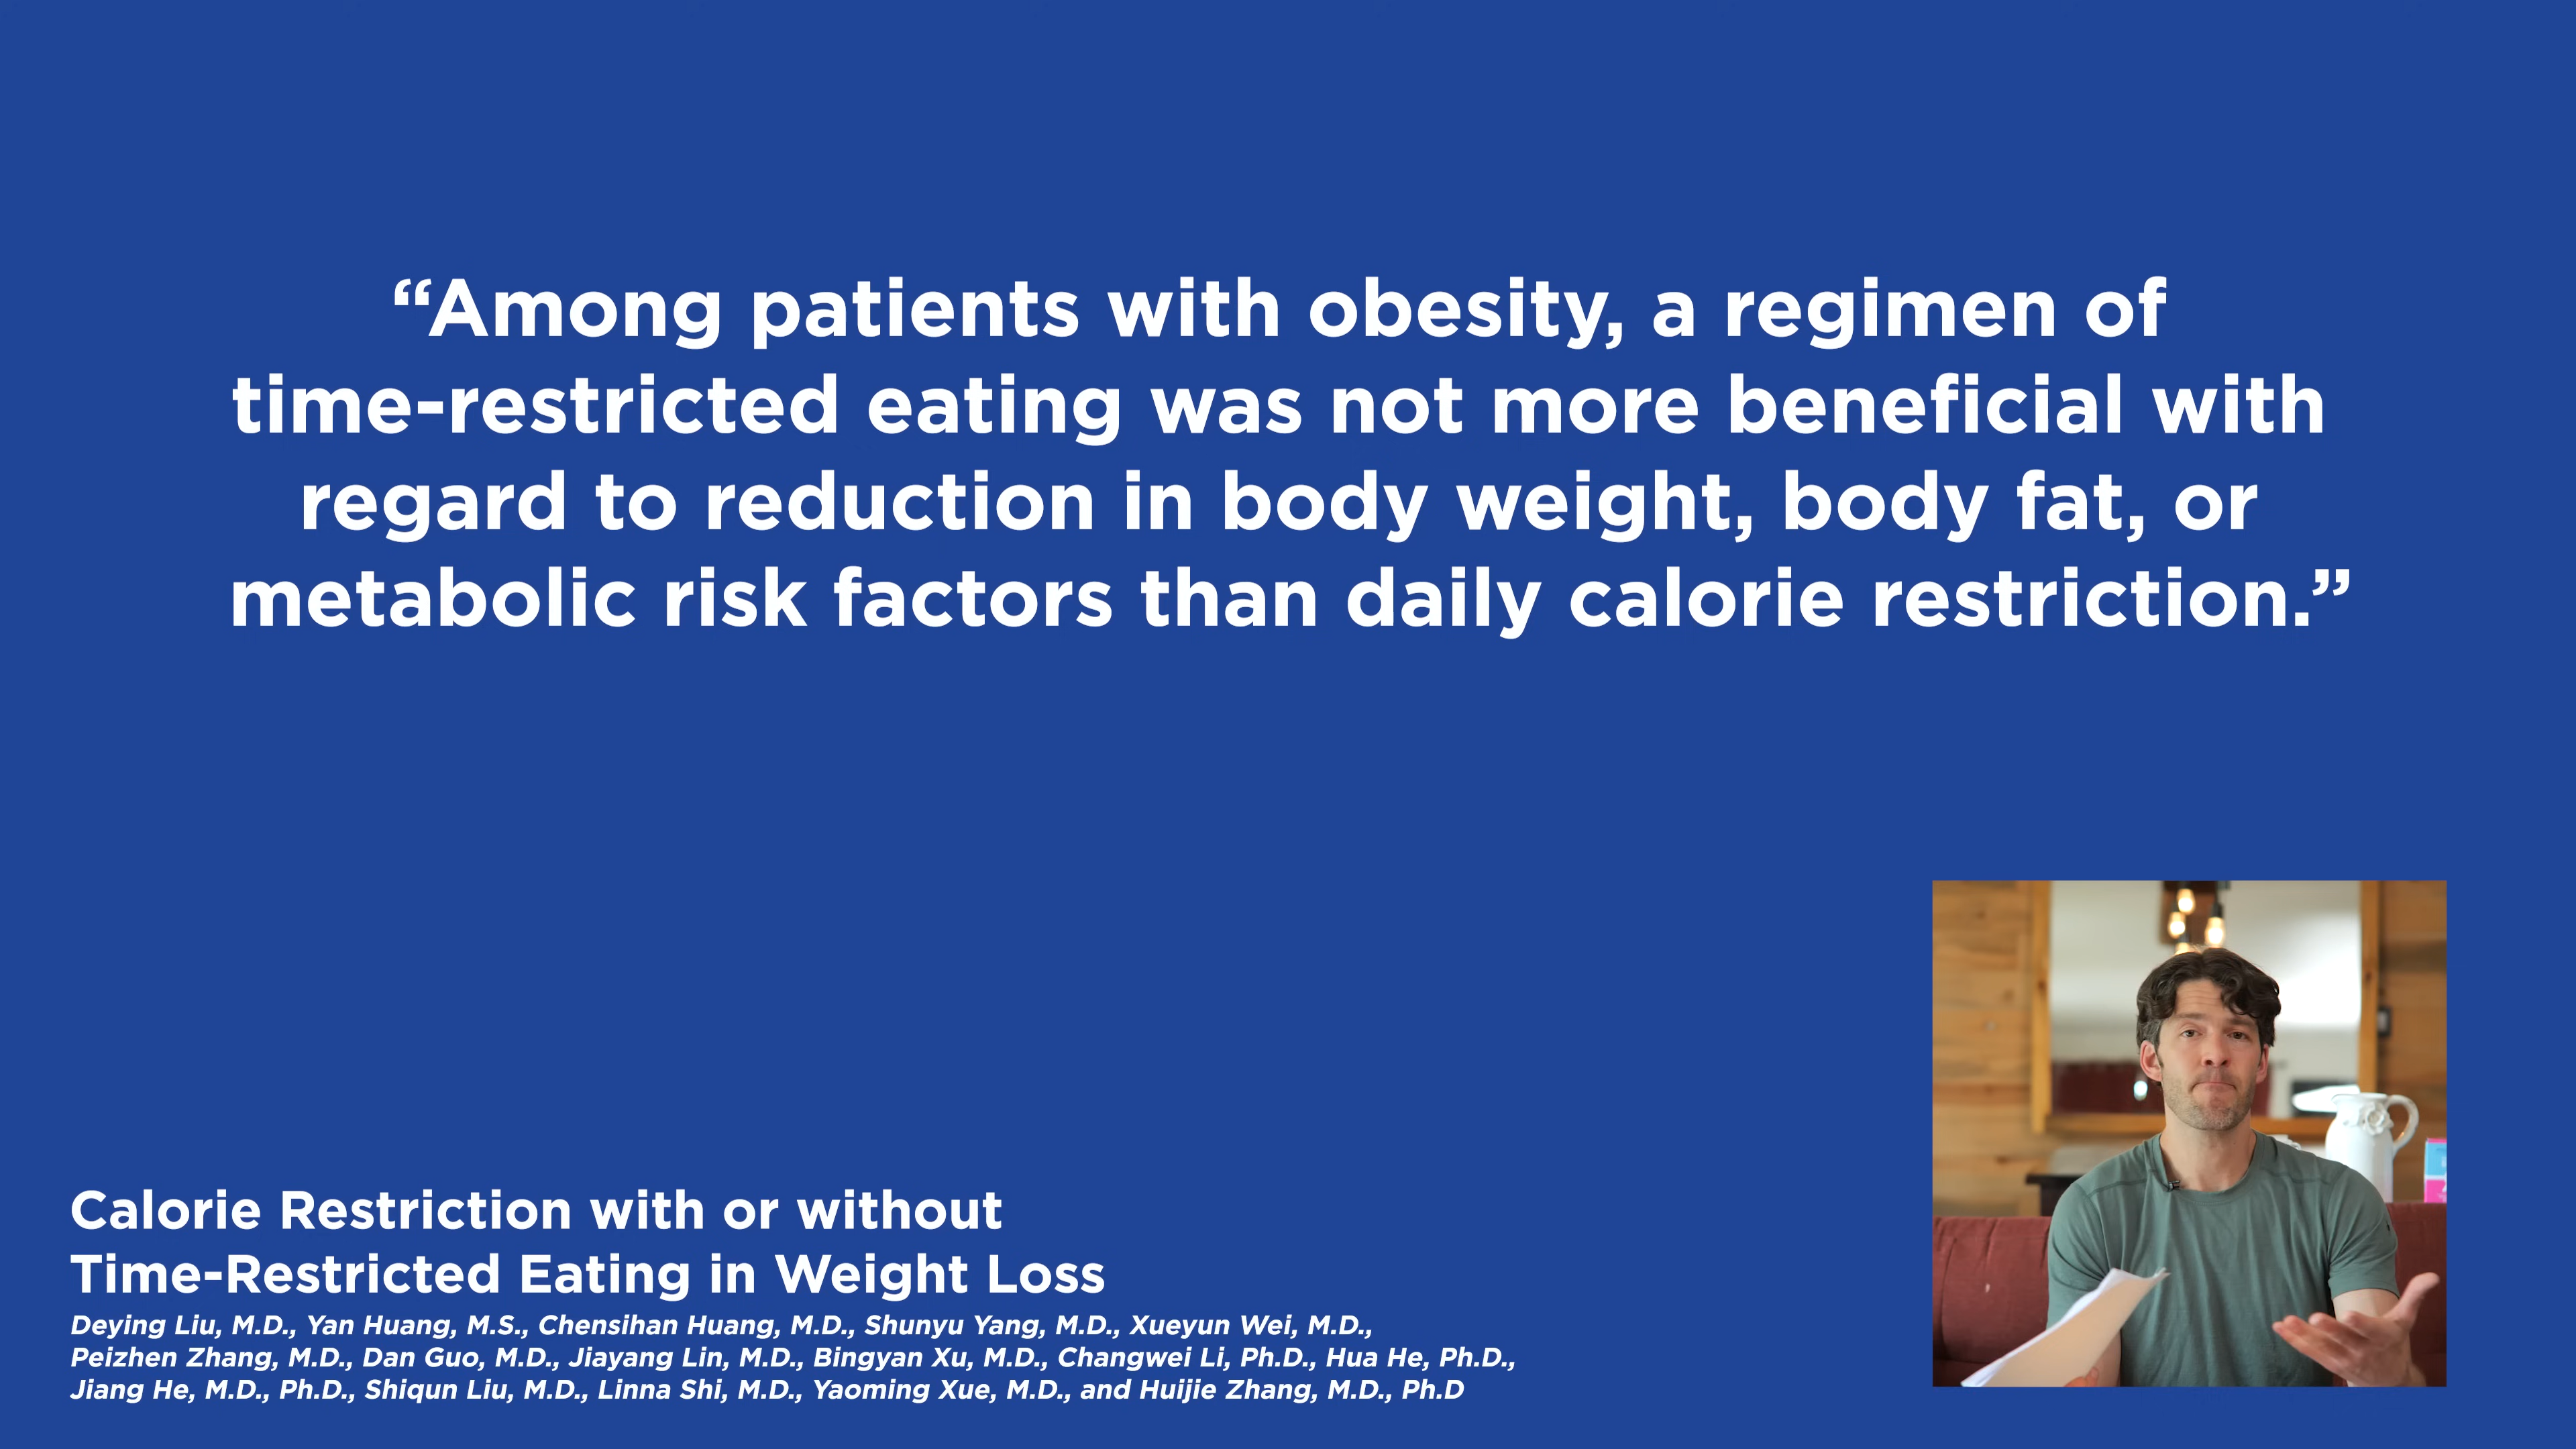 “Among patients with obesity, a regimen of
time-restricted eating was not more beneficial with
regard to reduction in body weight, body fat, or
metabolic risk factors than daily calorie restriction.”
Calorie Restriction with or without
Time-Restricted Eating in Weight Loss
Deying Liu, M.D., Yan Huang, M.S., Chensihan Huang, M.D., Shunyu Yang, M.D., Xueyun Wei, M.D.,
Peizhen Zhang, M.D., Dan Guo, M.D., Jiayang Lin, M.D., Bingyan Xu, M.D., Changwei Li, Ph.D., Hua He, Ph.D.,
Jiang He, M.D., Ph.D., Shiqun Liu, M.D., Linna Shi, M.D., Yaoming Xue, M.D., and Huijie Zhang, M.D., Ph.D